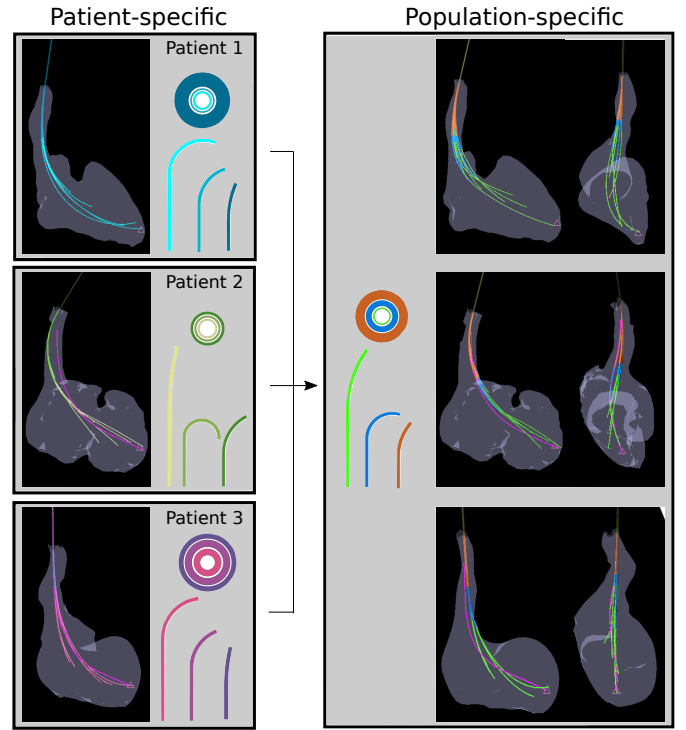 Patient-specific
Population-specific
Patient 1
Patient 2
Patient 3